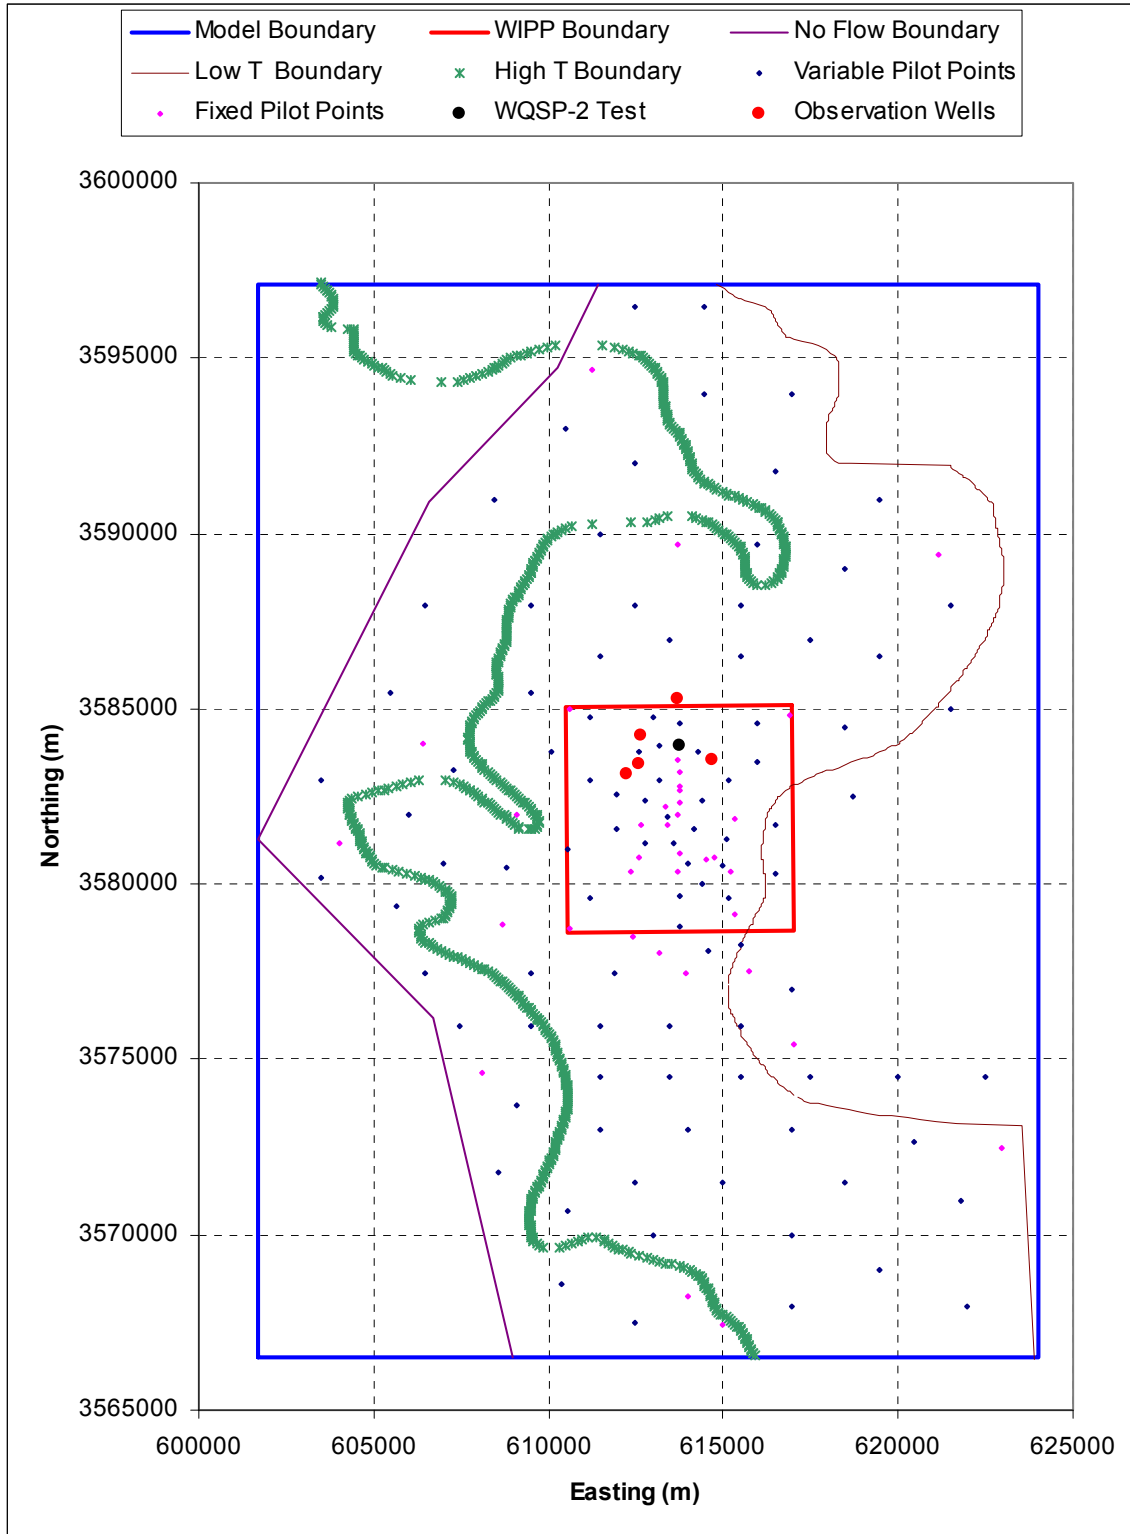 Model Boundary WIPP Boundary No Flow Boundary
Low T Boundary High T Boundary Variable Pilot Points
Fixed Pilot Points WQSP-2 Test Observation Wells
3600000
3595000
3590000
3585000
3580000
3575000
3570000
3565000
Northing (m)
600000 605000 610000 615000 620000 625000
Easting (m)